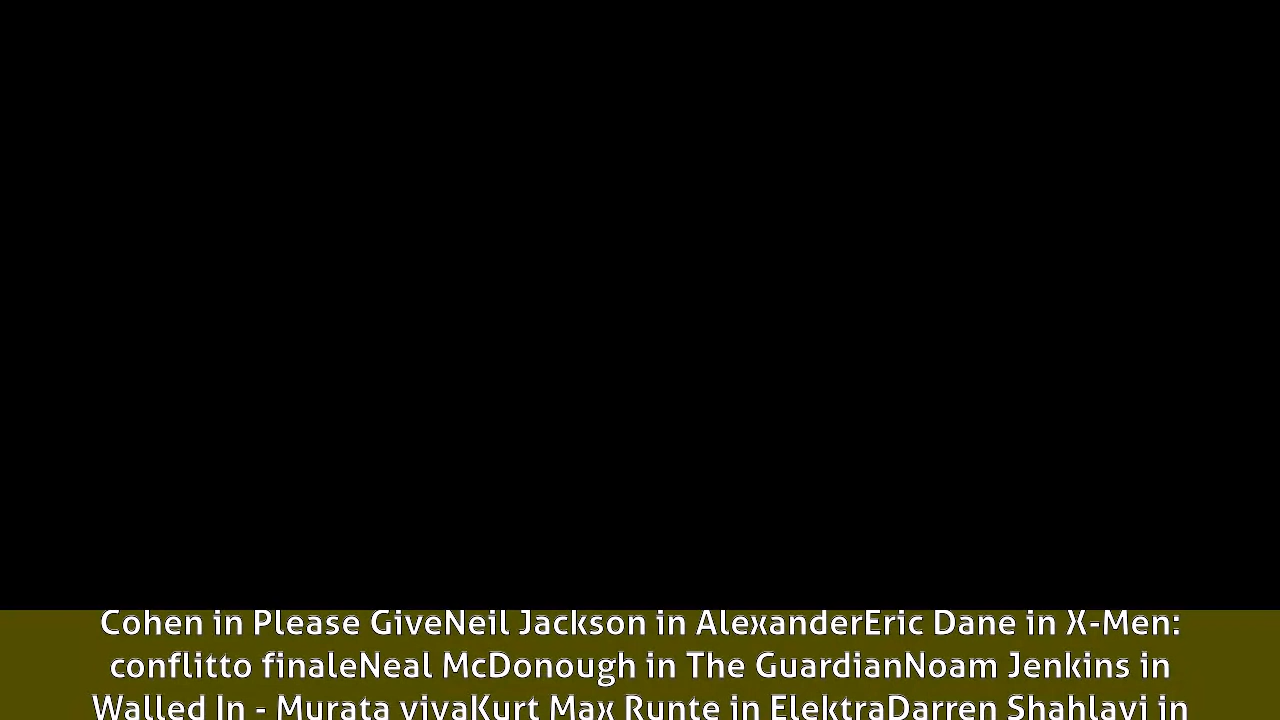 Cohen in Please GiveNeil Jackson in AlexanderEric Dane in X-Men:
conflitto finaleNeal McDonough in The GuardianNoam Jenkins in
Walled In - Murata vivaKurt Max Runte in ElektraDarren Shahlavi in